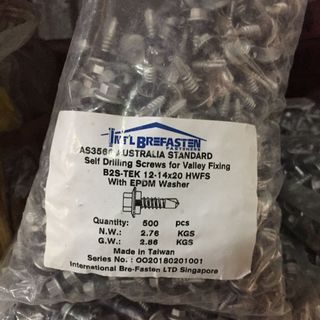 INT'L BREFASTEN
FASTENERS
AS3566 AUSTRALIA STANDARD
Self Drilling Screws for Valley Fixing
B2S-TEK 12-14x20 HWFS
With EPDM Washer
Quantity: 500 pcs
N.W.: 2.76 KGS
G.W.: 2.86 KGS
Made in Taiwan
Series No.: OO20180201001
International Bre-Fasten LTD Singapore